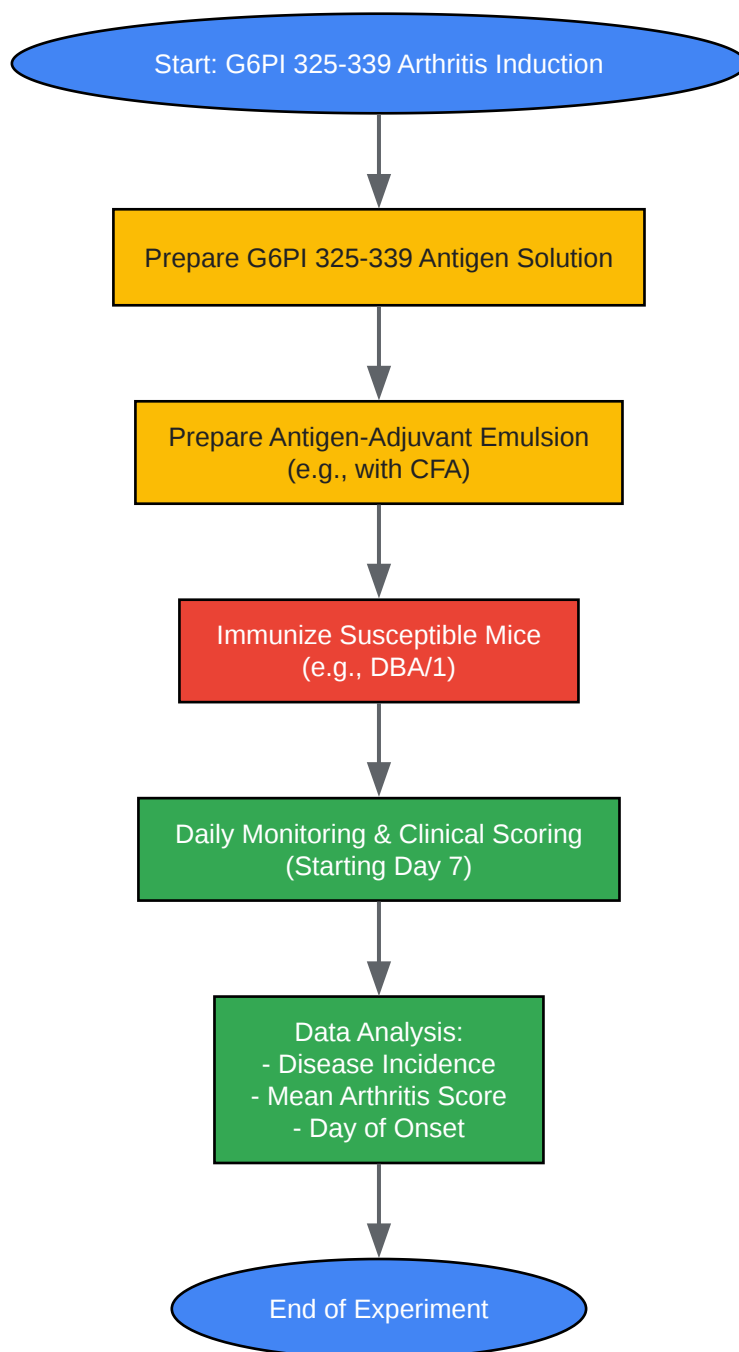 Start: G6PI 325-339 Arthritis Induction
Prepare G6PI 325-339 Antigen Solution
Prepare Antigen-Adjuvant Emulsion
(e.g., with CFA)
Immunize Susceptible Mice
(e.g., DBA/1)
Daily Monitoring & Clinical Scoring
(Starting Day 7)
Data Analysis:
- Disease Incidence
- Mean Arthritis Score
- Day of Onset
End of Experiment